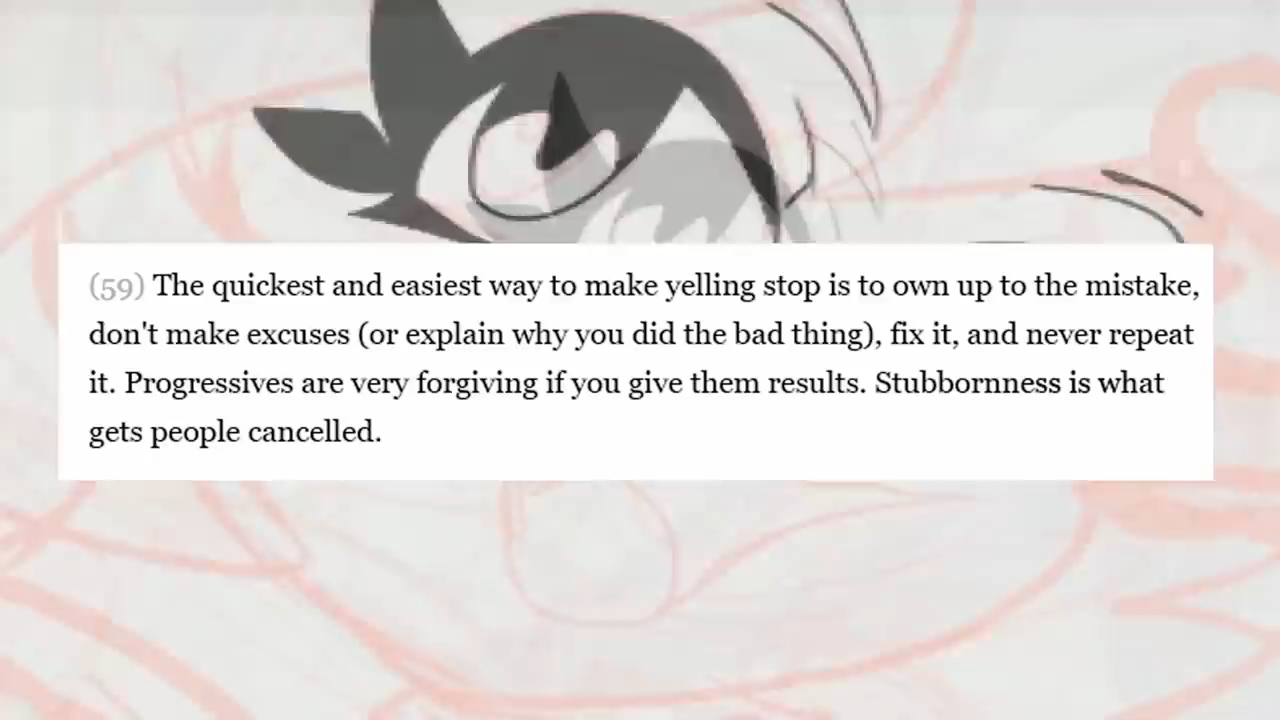 (59) The quickest and easiest way to make yelling stop is to own up to the mistake,
don't make excuses (or explain why you did the bad thing), fix it, and never repeat
it. Progressives are very forgiving if you give them results. Stubbornness is what
gets people cancelled.